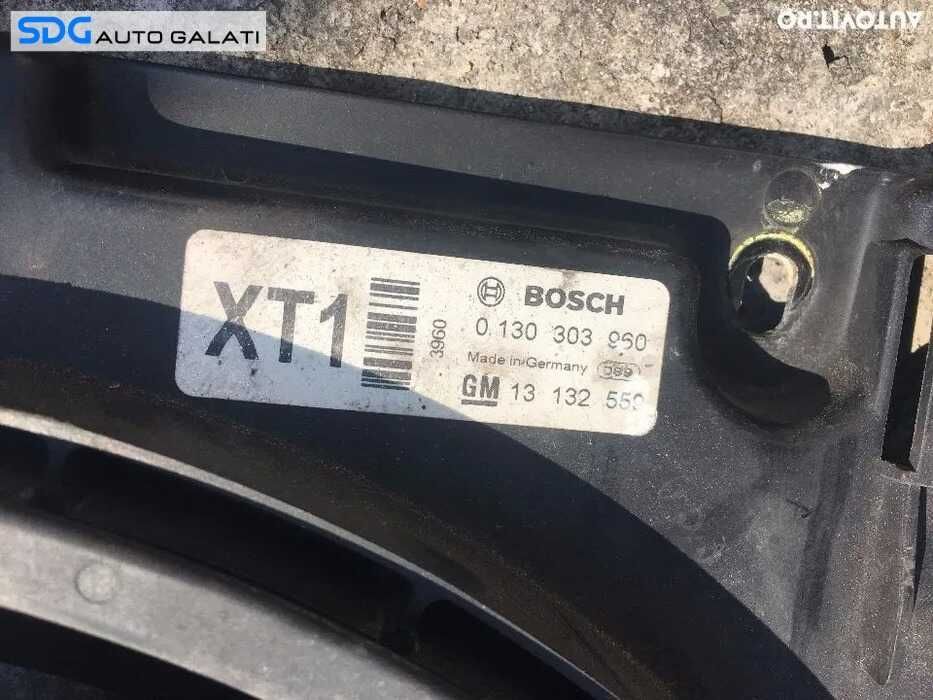 SDG AUTO GALATI
AUTOVIT.RO
XT1
3960
BOSCH
0 130 303 960
Made in Germany
GM 13 132 559